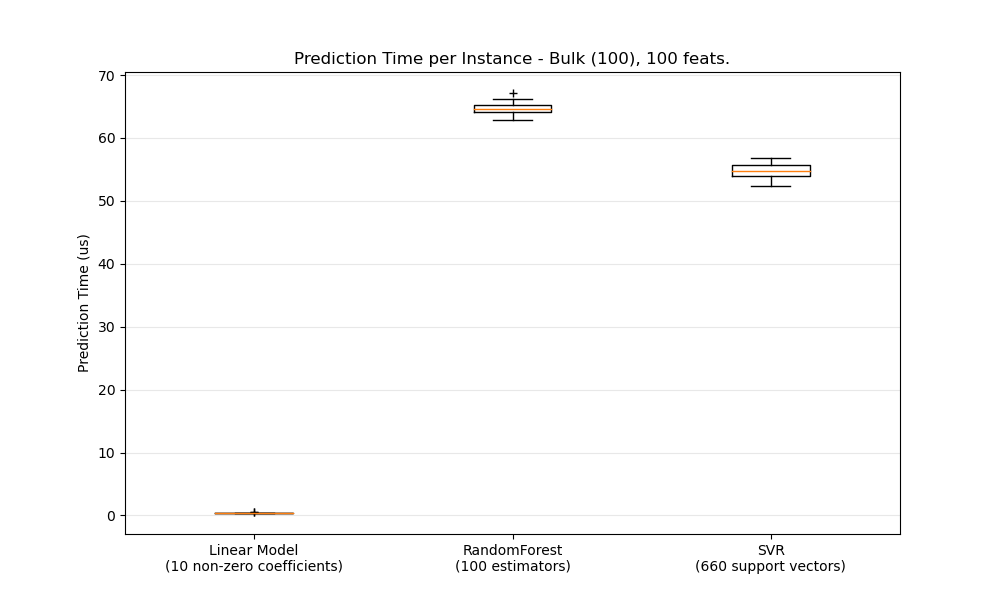 Prediction Time per Instance - Bulk (100), 100 feats.
70
60
50
40
30
20
10
0
Prediction Time (us)
Linear Model
(10 non-zero coefficients)
RandomForest
(100 estimators)
SVR
(660 support vectors)